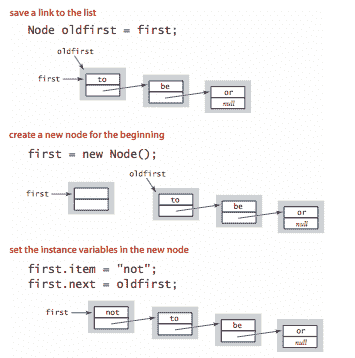 save a link to the list
Node oldfirst = first;
oldfirst
first
to
be
or
null
create a new node for the beginning
first = new Node();
oldfirst
first
to
be
or
null
set the instance variables in the new node
first.item = "not";
first.next = oldfirst;
first
not
to
be
or
null